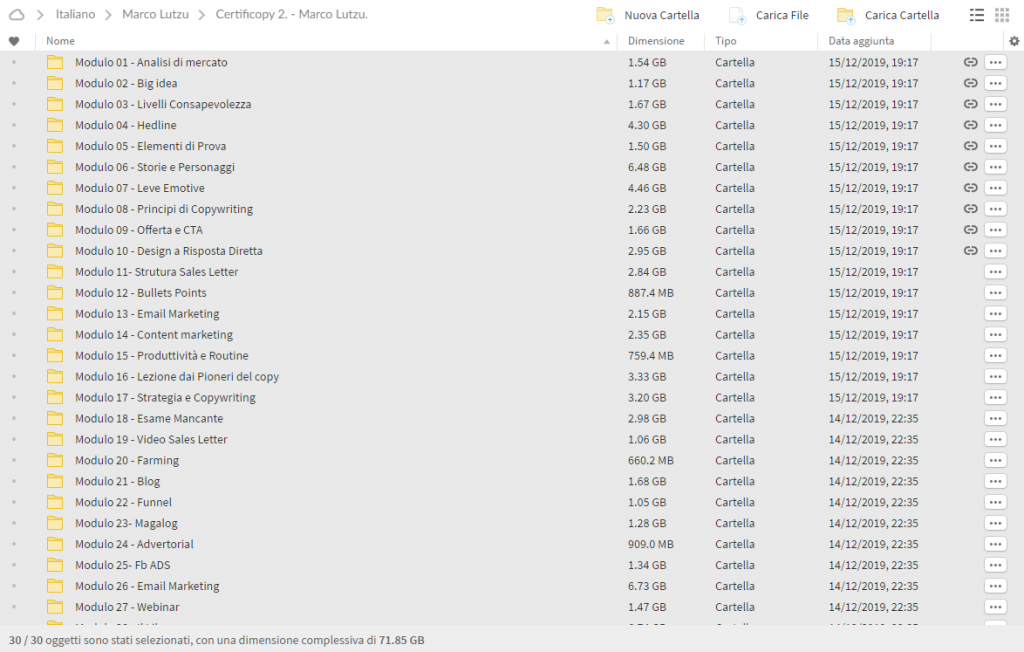 Italiano > Marco Lutzu > Certificopy 2. - Marco Lutzu. Nuova Cartella Carica File Carica Cartella
Nome Dimensione Tipo Data aggiunta
Modulo 01 - Analisi di mercato 1.54 GB Cartella 15/12/2019, 19:17
Modulo 02 - Big idea 1.17 GB Cartella 15/12/2019, 19:17
Modulo 03 - Livelli Consapevolezza 1.67 GB Cartella 15/12/2019, 19:17
Modulo 04 - Hedline 4.30 GB Cartella 15/12/2019, 19:17
Modulo 05 - Elementi di Prova 1.50 GB Cartella 15/12/2019, 19:17
Modulo 06 - Storie e Personaggi 6.48 GB Cartella 15/12/2019, 19:17
Modulo 07 - Leve Emotive 4.46 GB Cartella 15/12/2019, 19:17
Modulo 08 - Principi di Copywriting 2.23 GB Cartella 15/12/2019, 19:17
Modulo 09 - Offerta e CTA 1.66 GB Cartella 15/12/2019, 19:17
Modulo 10 - Design a Risposta Diretta 2.95 GB Cartella 15/12/2019, 19:17
Modulo 11- Strutura Sales Letter 2.84 GB Cartella 15/12/2019, 19:17
Modulo 12 - Bullets Points 887.4 MB Cartella 15/12/2019, 19:17
Modulo 13 - Email Marketing 2.15 GB Cartella 15/12/2019, 19:17
Modulo 14 - Content marketing 2.35 GB Cartella 15/12/2019, 19:17
Modulo 15 - Produttività e Routine 759.4 MB Cartella 15/12/2019, 19:17
Modulo 16 - Lezione dai Pioneri del copy 3.33 GB Cartella 15/12/2019, 19:17
Modulo 17 - Strategia e Copywriting 3.20 GB Cartella 15/12/2019, 19:17
Modulo 18 - Esame Mancante 2.98 GB Cartella 14/12/2019, 22:35
Modulo 19 - Video Sales Letter 1.06 GB Cartella 14/12/2019, 22:35
Modulo 20 - Farming 660.2 MB Cartella 14/12/2019, 22:35
Modulo 21 - Blog 1.68 GB Cartella 14/12/2019, 22:35
Modulo 22 - Funnel 1.05 GB Cartella 14/12/2019, 22:35
Modulo 23- Magalog 1.28 GB Cartella 14/12/2019, 22:35
Modulo 24 - Advertorial 909.0 MB Cartella 14/12/2019, 22:35
Modulo 25- Fb ADS 1.34 GB Cartella 14/12/2019, 22:35
Modulo 26 - Email Marketing 6.73 GB Cartella 14/12/2019, 22:35
Modulo 27 - Webinar 1.47 GB Cartella 14/12/2019, 22:35
30 / 30 oggetti sono stati selezionati, con una dimensione complessiva di 71.85 GB